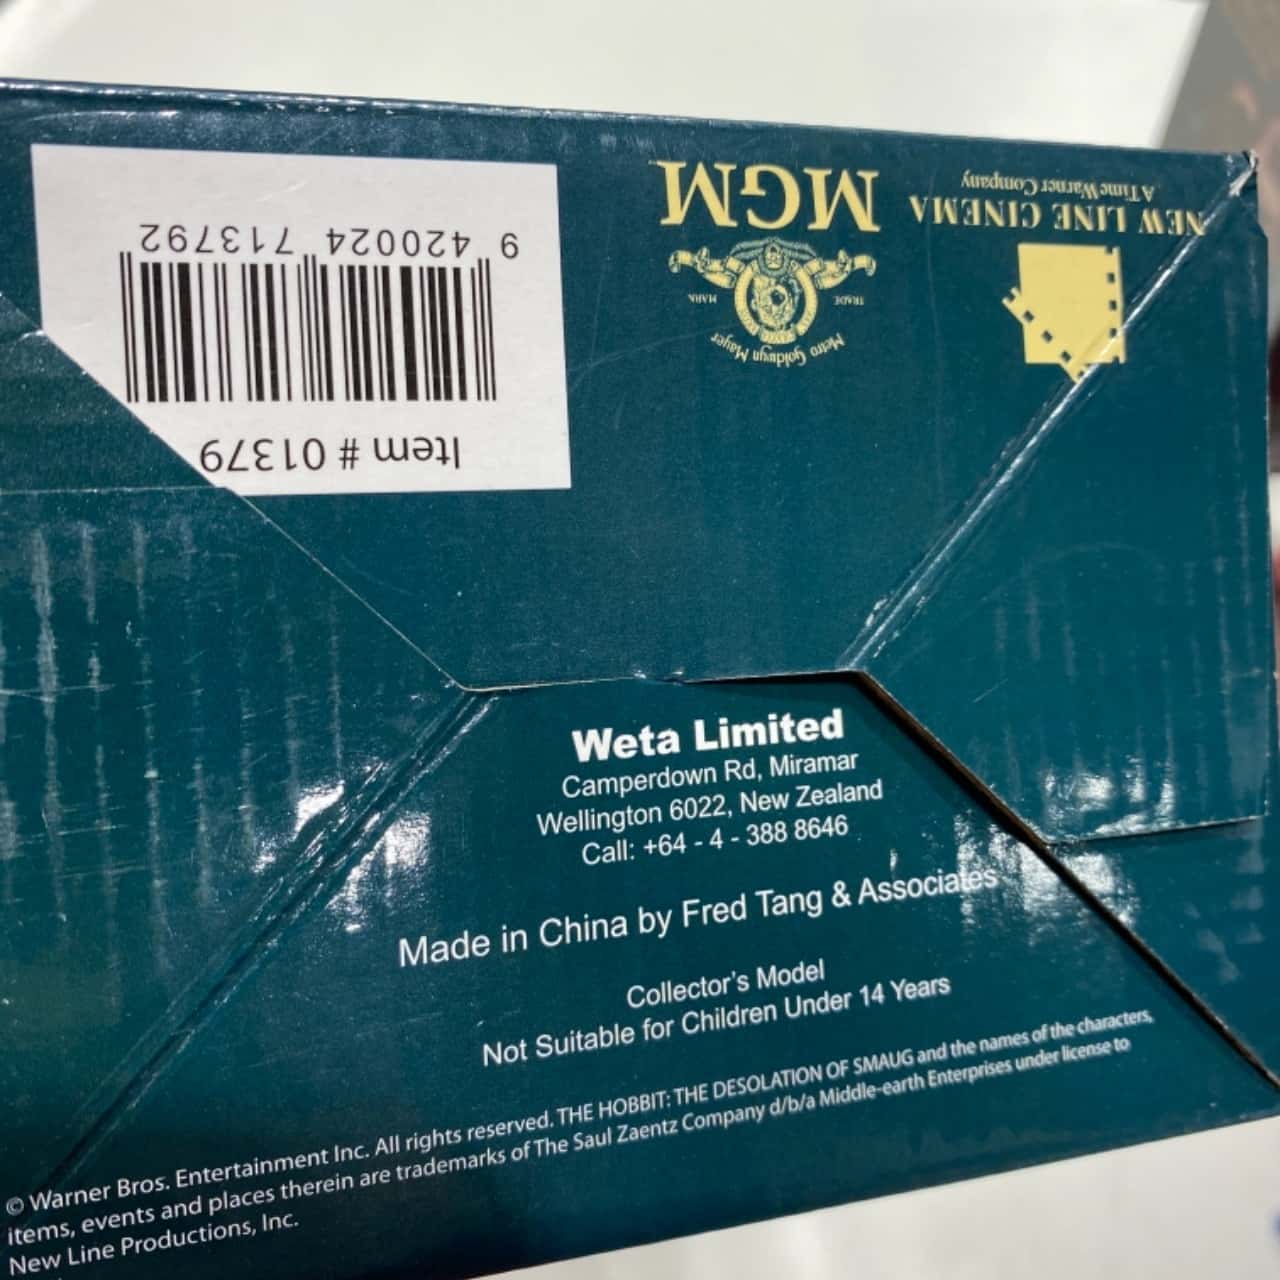 NEW LINE CINEMA
A Time Warner Company
MGM
TRADE MARK
Metro Goldwyn Mayer
9 420024 713792
Item # 01379
Weta Limited
Camperdown Rd, Miramar
Wellington 6022, New Zealand
Call: +64 - 4 - 388 8646
Made in China by Fred Tang & Associates
Collector's Model
Not Suitable for Children Under 14 Years
© Warner Bros. Entertainment Inc. All rights reserved. THE HOBBIT: THE DESOLATION OF SMAUG and the names of the characters,
items, events and places therein are trademarks of The Saul Zaentz Company d/b/a Middle-earth Enterprises under license to
New Line Productions, Inc.